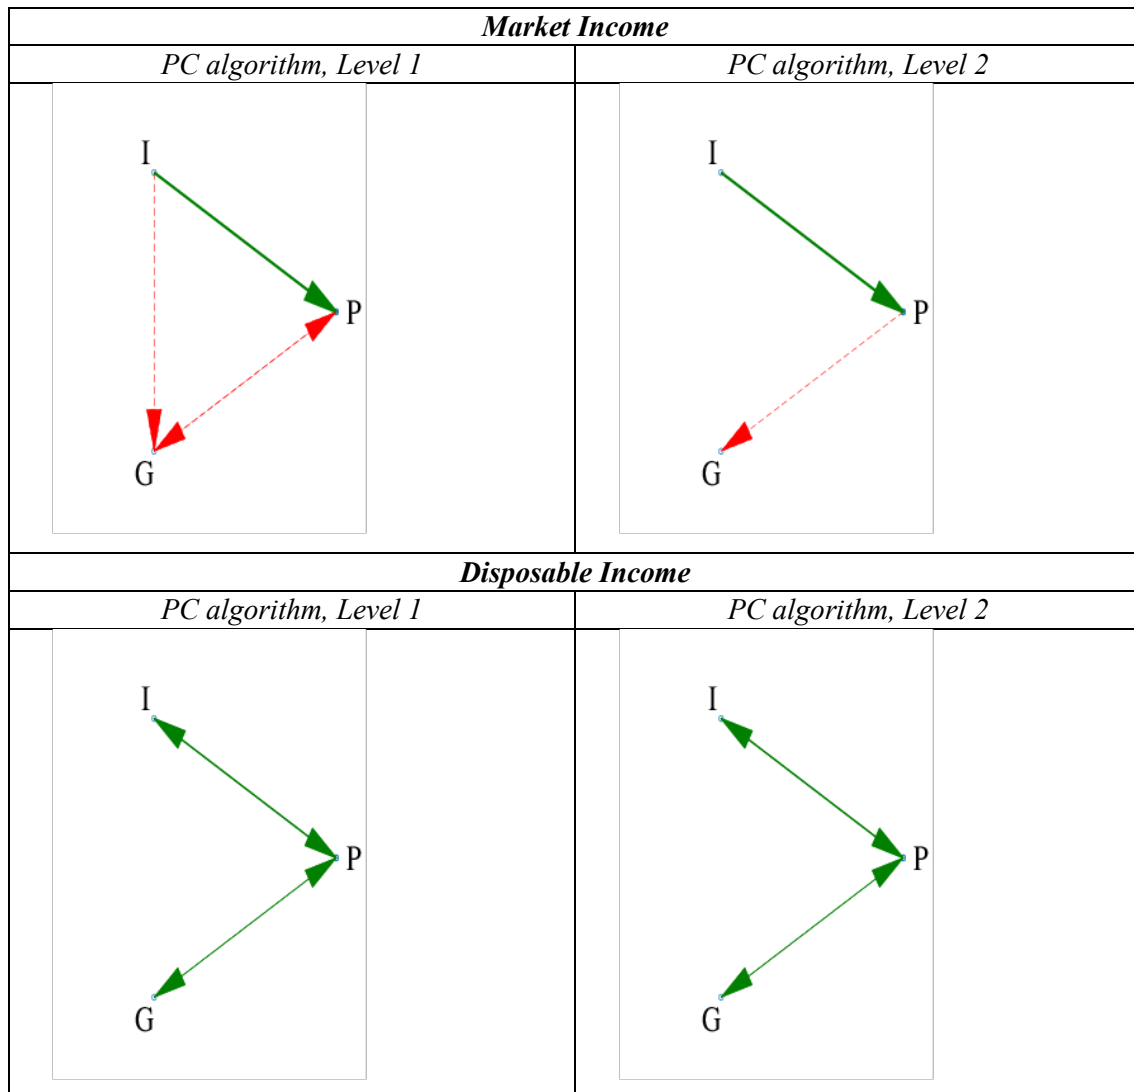 Market Income
PC algorithm, Level 1
PC algorithm, Level 2
I
P
G
I
P
G
Disposable Income
PC algorithm, Level 1
PC algorithm, Level 2
I
P
G
I
P
G